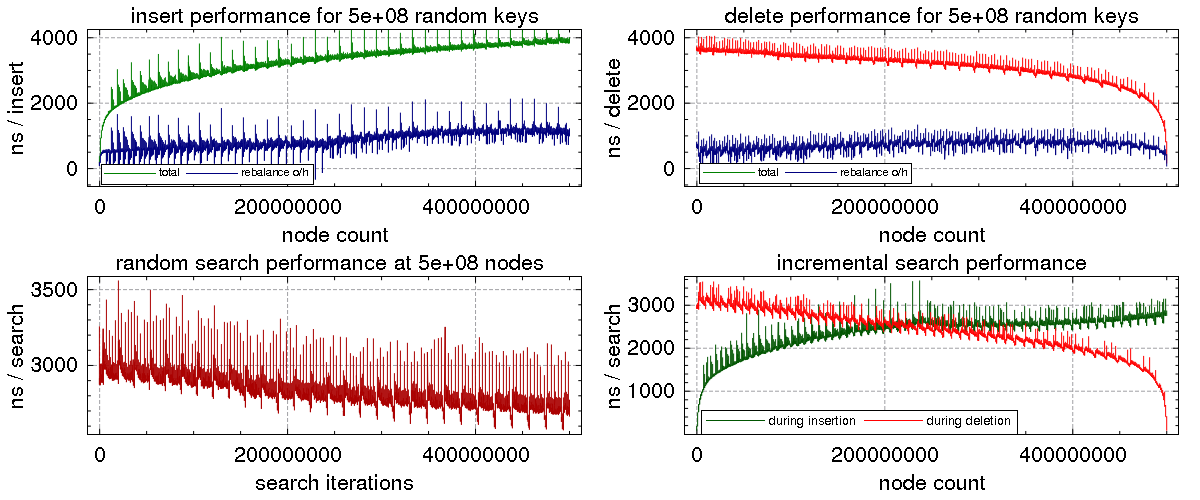 insert performance for 5e+08 random keys
ns / insert
4000
2000
0
total
rebalance o/h
0
200000000
400000000
node count
delete performance for 5e+08 random keys
ns / delete
4000
2000
0
total
rebalance o/h
0
200000000
400000000
node count
random search performance at 5e+08 nodes
ns / search
3500
3000
0
200000000
400000000
search iterations
incremental search performance
ns / search
3000
2000
1000
during insertion
during deletion
0
200000000
400000000
node count